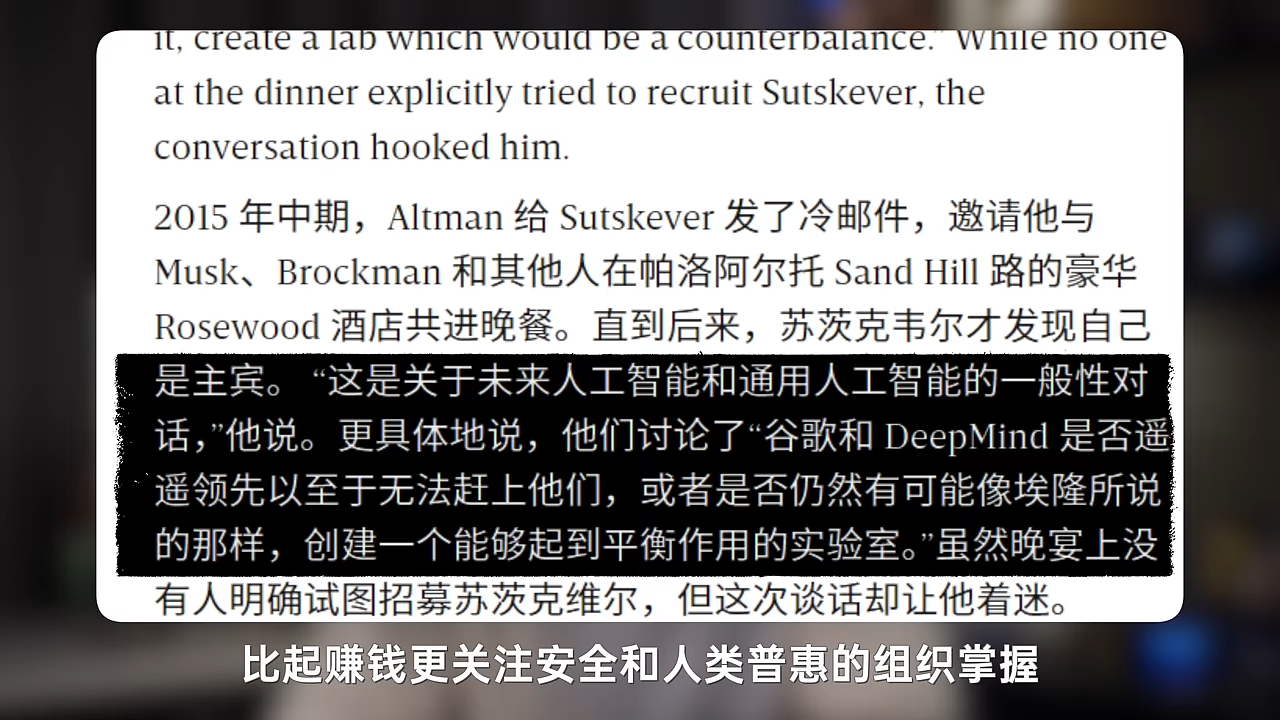 it, create a lab which would be a counterbalance.” While no one
at the dinner explicitly tried to recruit Sutskever, the
conversation hooked him.
2015 年中期，Altman 给 Sutskever 发了冷邮件，邀请他与
Musk、Brockman 和其他人在帕洛阿尔托 Sand Hill 路的豪华
Rosewood 酒店共进晚餐。直到后来，苏茨克韦尔才发现自己
是主宾。 “这是关于未来人工智能和通用人工智能的一般性对
话，”他说。更具体地说，他们讨论了“谷歌和 DeepMind 是否遥
遥领先以至于无法赶上他们，或者是否仍然有可能像埃隆所说
的那样，创建一个能够起到平衡作用的实验室。”虽然晚宴上没
有人明确试图招募苏茨克维尔，但这次谈话却让他着迷。
比起赚钱更关注安全和人类普惠的组织掌握